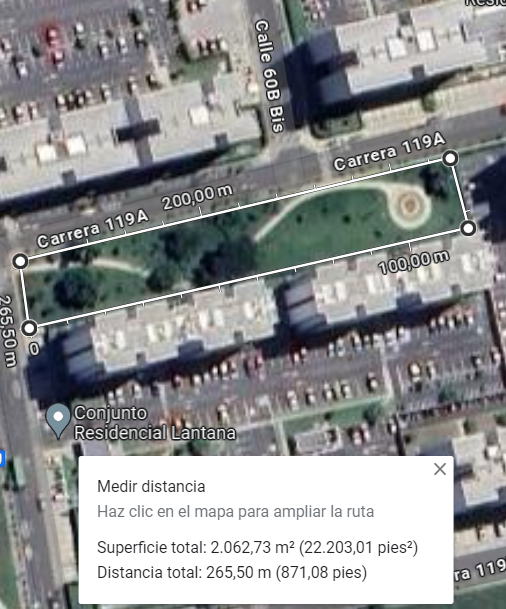 Calle 60B Bis
Carrera 119A
200,00 m
Carrera 119A
100,00 m
265,50 m
0
Conjunto
Residencial Lantana
Medir distancia
Haz clic en el mapa para ampliar la ruta
Superficie total: 2.062,73 m² (22.203,01 pies²)
Distancia total: 265,50 m (871,08 pies)
ra 119